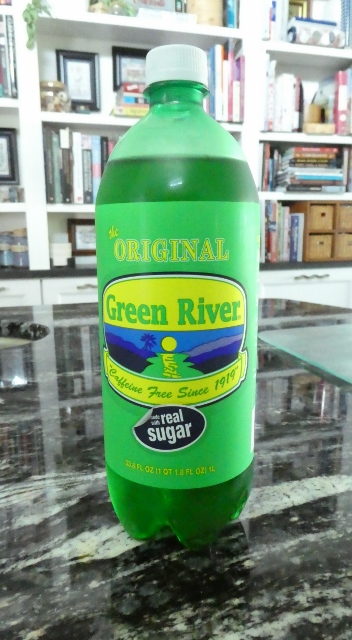 the
ORIGINAL
Green River
"Caffeine Free Since 1919"
made with
real
sugar
33.8 FL OZ (1 QT 1.8 FL OZ) 1L